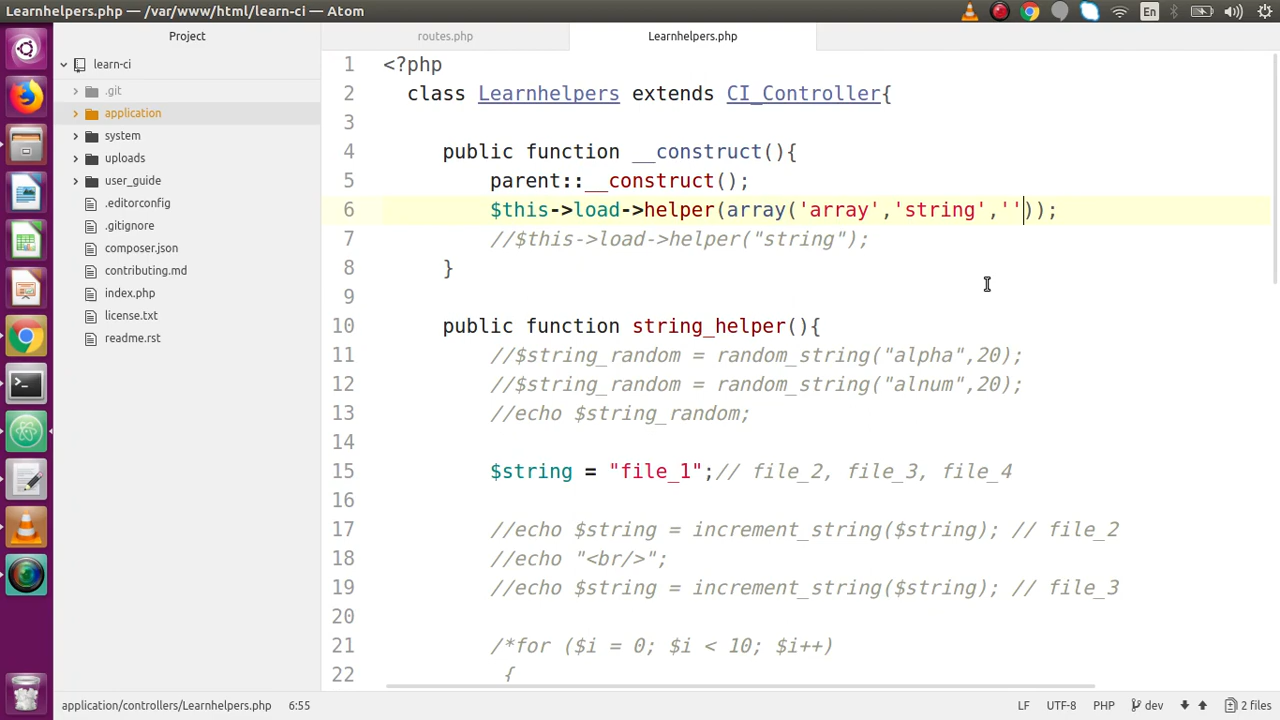 Learnhelpers.php — /var/www/html/learn-ci — Atom
En
Project
routes.php
Learnhelpers.php
learn-ci
.git
application
system
uploads
user_guide
.editorconfig
.gitignore
composer.json
contributing.md
index.php
license.txt
readme.rst
1 <?php
2 class Learnhelpers extends CI_Controller{
3
4 public function __construct(){
5 parent::__construct();
6 $this->load->helper(array('array','string',''));
7 //$this->load->helper("string");
8 }
9
10 public function string_helper(){
11 //$string_random = random_string("alpha",20);
12 //$string_random = random_string("alnum",20);
13 //echo $string_random;
14
15 $string = "file_1";// file_2, file_3, file_4
16
17 //echo $string = increment_string($string); // file_2
18 //echo "<br/>";
19 //echo $string = increment_string($string); // file_3
20
21 /*for ($i = 0; $i < 10; $i++)
22 {
application/controllers/Learnhelpers.php 6:55 LF UTF-8 PHP dev 2 files